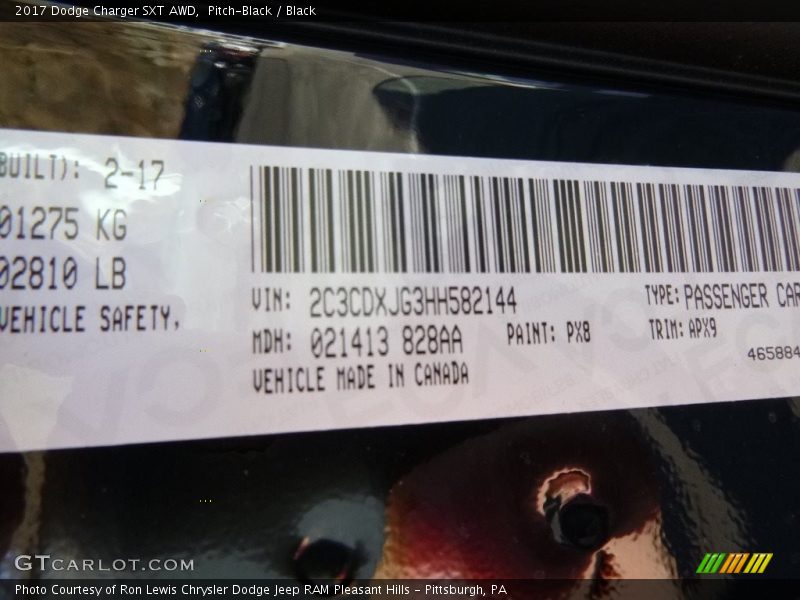 2017 Dodge Charger SXT AWD, Pitch-Black / Black
BUILT): 2-17
01275 KG
02810 LB
VEHICLE SAFETY,
VIN: 2C3CDXJG3HH582144
TYPE: PASSENGER CAR
MDH: 021413 828AA
PAINT: PX8
TRIM: APX9
VEHICLE MADE IN CANADA
465884
GTCARLOT.COM
Photo Courtesy of Ron Lewis Chrysler Dodge Jeep RAM Pleasant Hills - Pittsburgh, PA